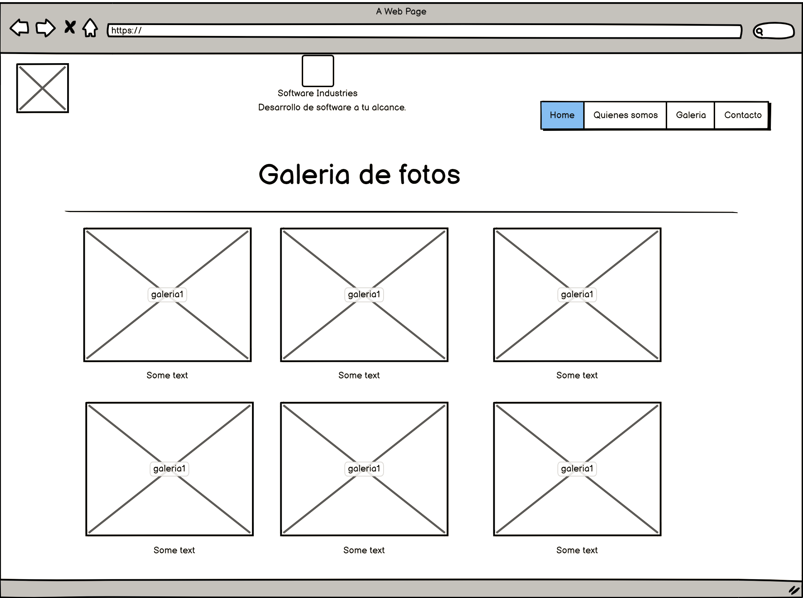 A Web Page
https://
Software Industries
Desarrollo de software a tu alcance.
Home Quienes somos Galeria Contacto
Galeria de fotos
galeria1 galeria1 galeria1
Some text Some text Some text
galeria1 galeria1 galeria1
Some text Some text Some text